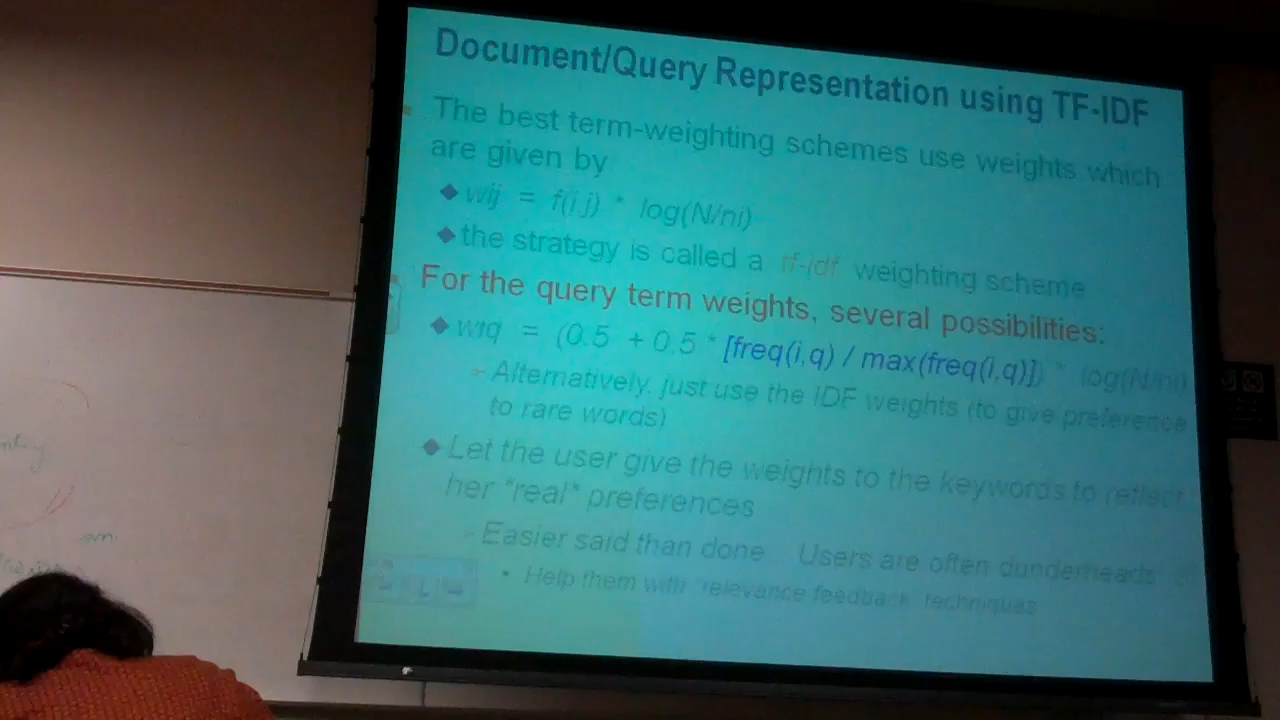 Document/Query Representation using TF-IDF
The best term-weighting schemes use weights which
are given by
wij = f(i,j) * log(N/ni)
the strategy is called a tf-idf weighting scheme
For the query term weights, several possibilities:
wiq = (0.5 + 0.5 * [freq(i,q) / max(freq(i,q)]) * log(N/ni)
- Alternatively, just use the IDF weights (to give preference
to rare words)
Let the user give the weights to the keywords to reflect
her *real* preferences
- Easier said than done Users are often dunderheads
• Help them with "relevance feedback" techniques